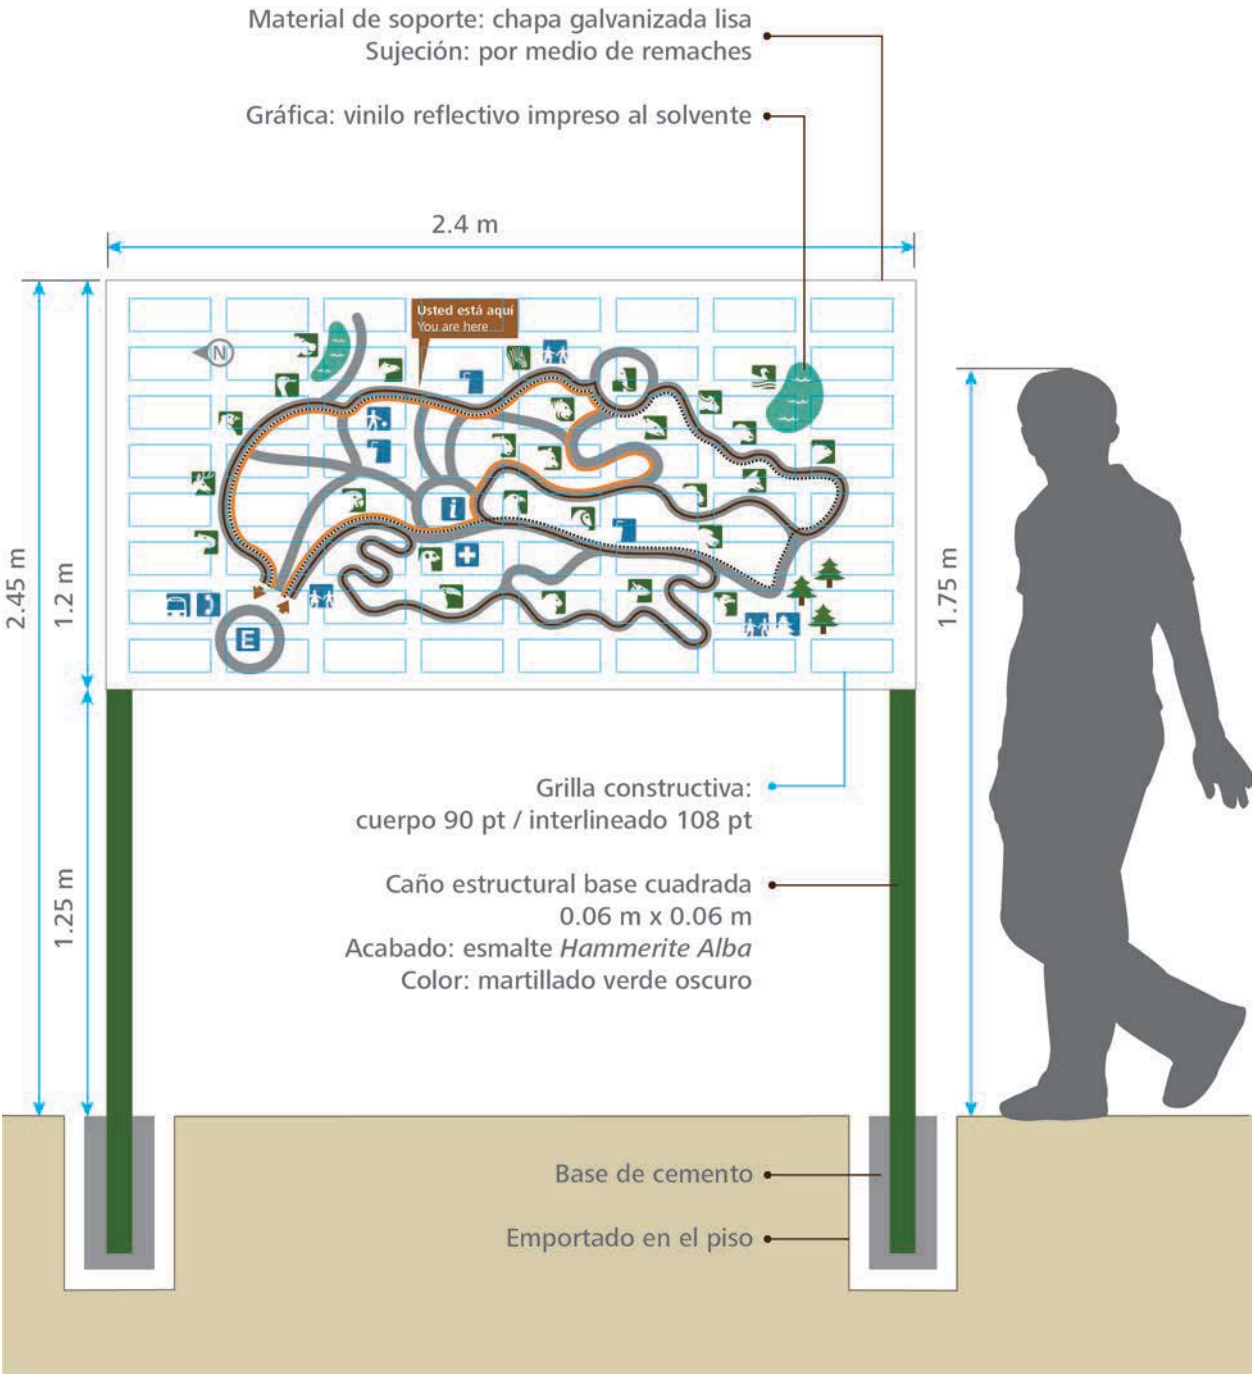 Material de soporte: chapa galvanizada lisa
Sujeción: por medio de remaches
Gráfica: vinilo reflectivo impreso al solvente
2.4 m
Usted está aquí
You are here
N
i
E
2.45 m
1.2 m
1.75 m
1.25 m
Grilla constructiva:
cuerpo 90 pt / interlineado 108 pt
Caño estructural base cuadrada
0.06 m x 0.06 m
Acabado: esmalte Hammerite Alba
Color: martillado verde oscuro
Base de cemento
Emportado en el piso